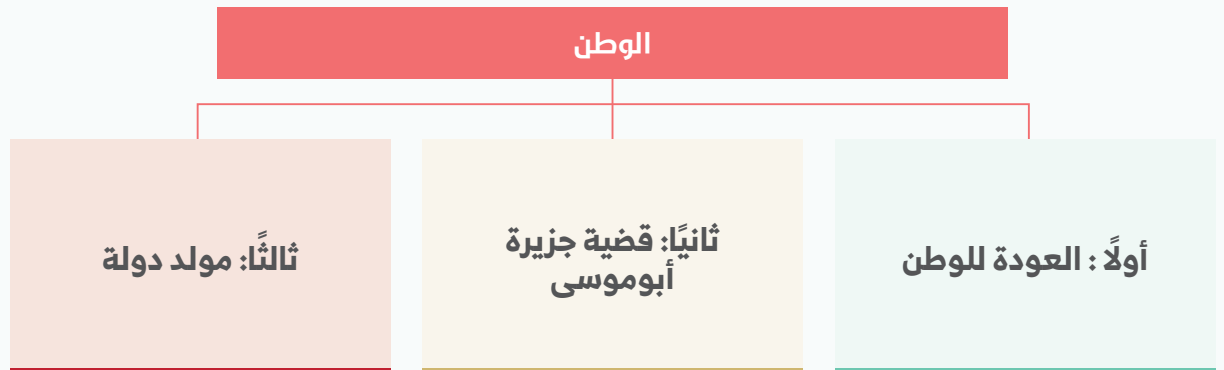 الوطن
أولًا : العودة للوطن
ثانيًا: قضية جزيرة
أبوموسى
ثالثًا: مولد دولة